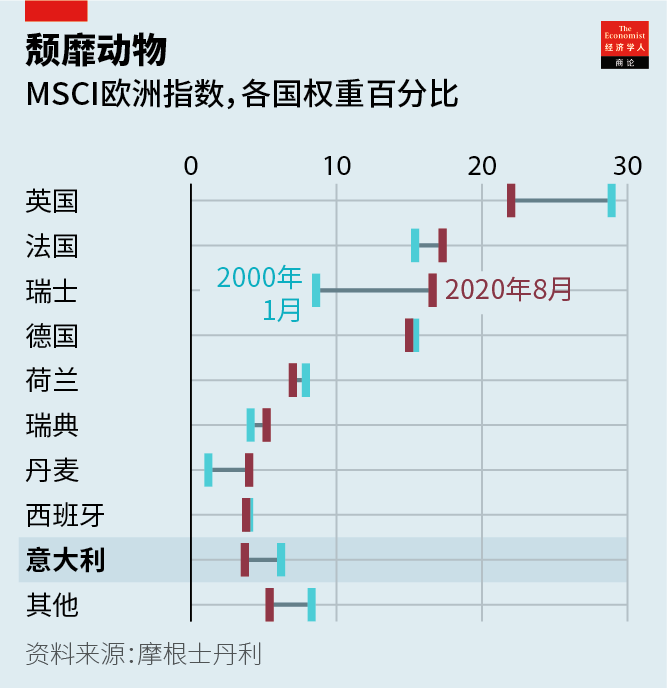 The
Economist
经济学人
商论
颓靡动物
MSCI欧洲指数，各国权重百分比
0 10 20 30
英国
法国
瑞士
2000年
1月
2020年8月
德国
荷兰
瑞典
丹麦
西班牙
意大利
其他
资料来源：摩根士丹利